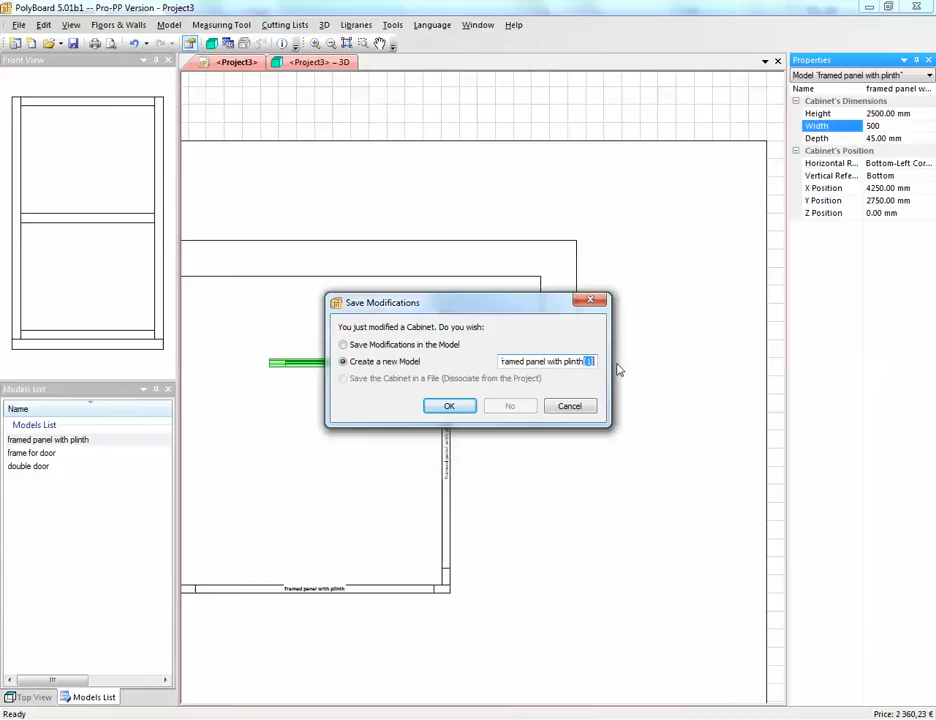 PolyBoard 5.01b1 -- Pro-PP Version - Project3
File Edit View Floors & Walls Model Measuring Tool Cutting Lists 3D Libraries Tools Language Window Help
Front View
<Project3>
<Project3> – 3D
Properties
Model "Framed panel with plinth"
Name framed panel w...
Cabinet's Dimensions
Height 2500.00 mm
Width 500
Depth 45.00 mm
Cabinet's Position
Horizontal R... Bottom-Left Cor...
Vertical Refe... Bottom
X Position 4250.00 mm
Y Position 2750.00 mm
Z Position 0.00 mm
Save Modifications
You just modified a Cabinet. Do you wish:
Save Modifications in the Model
Create a new Model
framed panel with plinth
Save the Cabinet in a File (Dissociate from the Project)
OK No Cancel
Models List
Name
Models List
framed panel with plinth
frame for door
double door
Framed panel with plinth
Framed panel with plinth
Top View
Models List
Ready
Price: 2 360,23 €